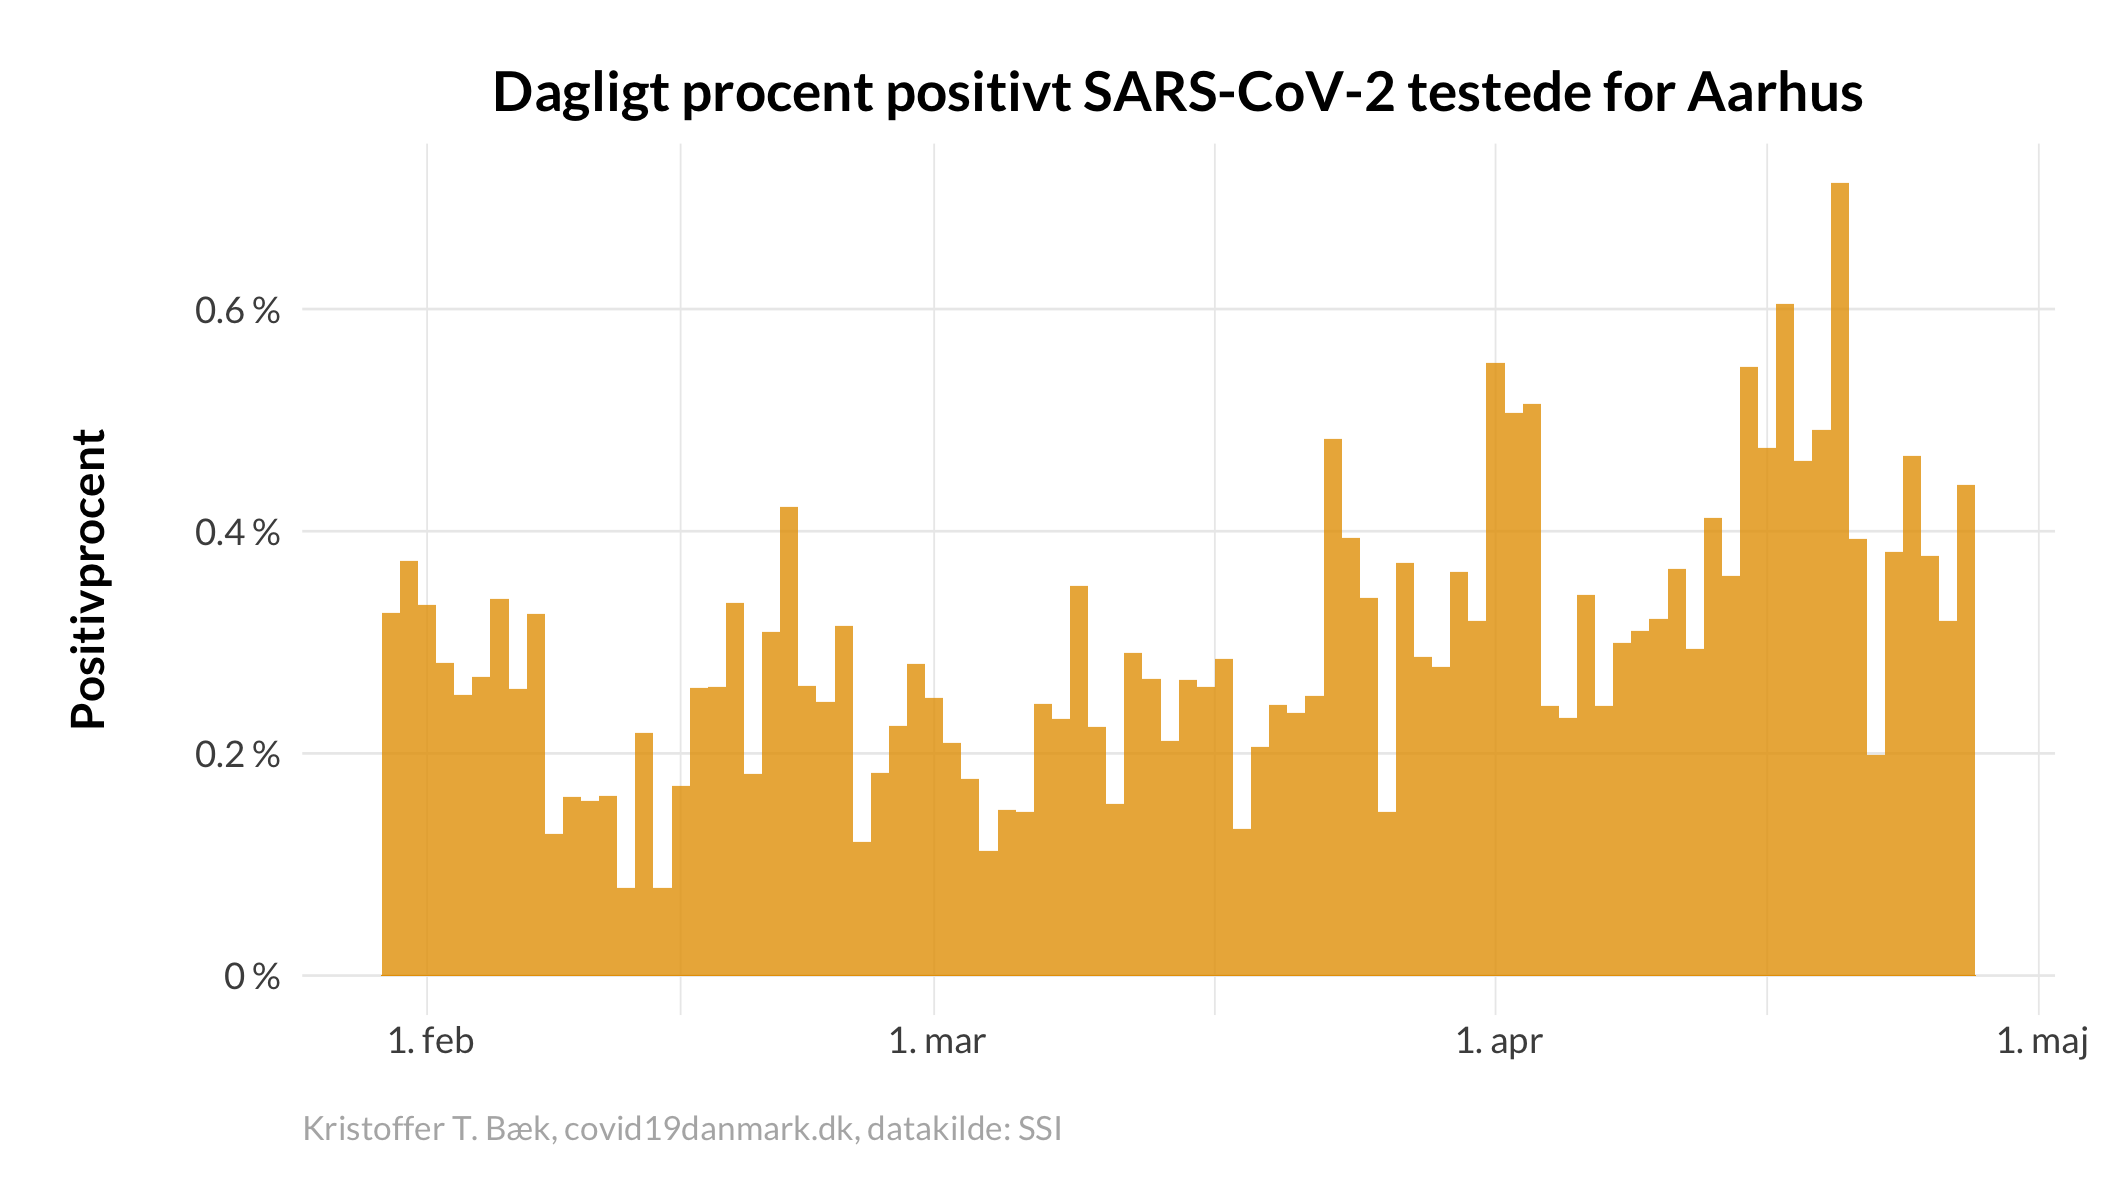 Dagligt procent positivt SARS-CoV-2 testede for Aarhus
Positivprocent
0.6 %
0.4 %
0.2 %
0 %
1. feb
1. mar
1. apr
1. maj
Kristoffer T. Bæk, covid19danmark.dk, datakilde: SSI